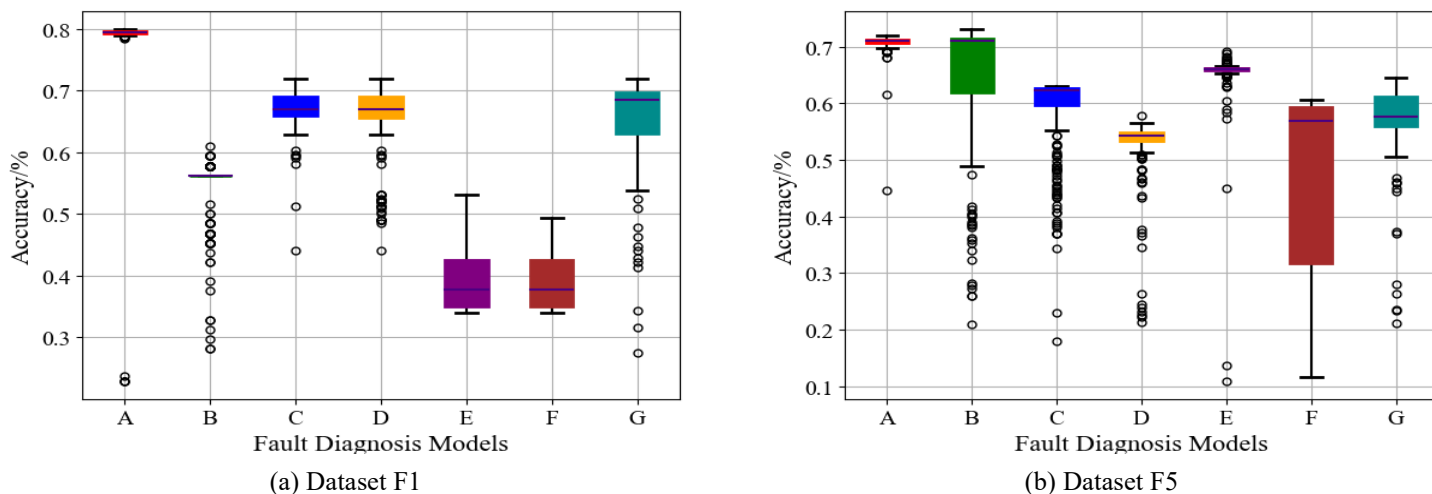 0.8
0.7
0.6
0.5
0.4
0.3
Accuracy/%
A B C D E F G
Fault Diagnosis Models
(a) Dataset F1
0.7
0.6
0.5
0.4
0.3
0.2
0.1
Accuracy/%
A B C D E F G
Fault Diagnosis Models
(b) Dataset F5